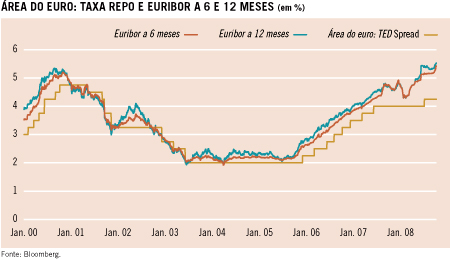 ÁREA DO EURO: TAXA REPO E EURIBOR A 6 E 12 MESES (em %)
Euribor a 6 meses Euribor a 12 meses Área do euro: TED Spread
6
5
4
3
2
1
0
Jan. 00 Jan. 01 Jan. 02 Jan. 03 Jan. 04 Jan. 05 Jan. 06 Jan. 07 Jan. 08
Fonte: Bloomberg.